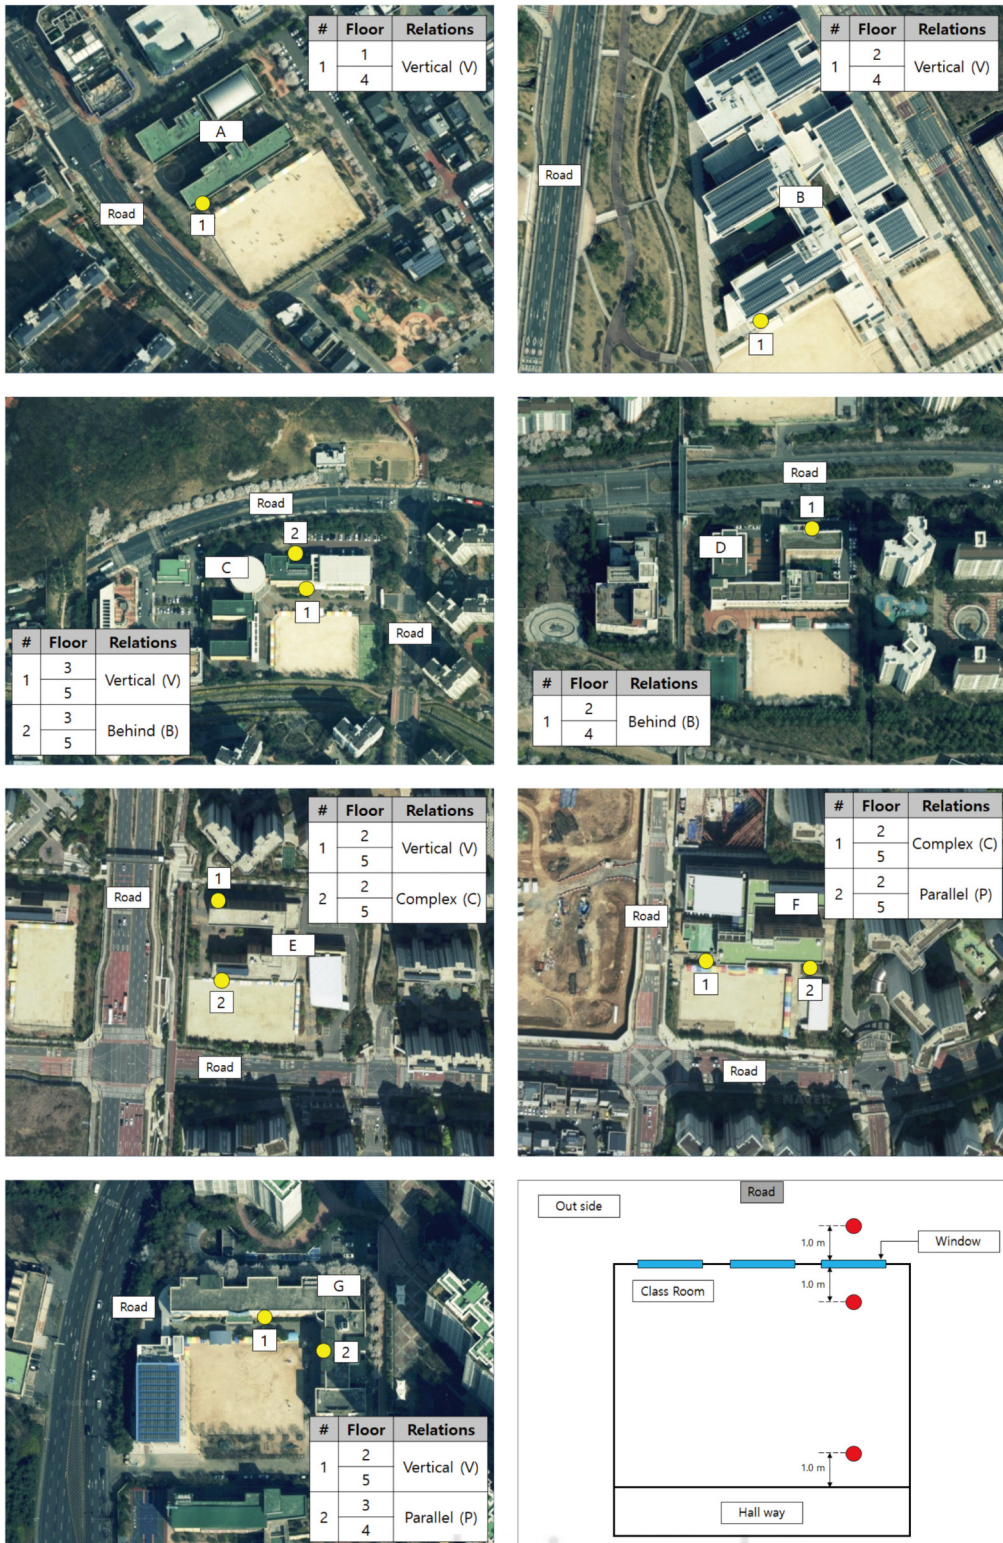 # Floor Relations
1 1 Vertical (V)
4
A
Road
1
# Floor Relations
1 2 Vertical (V)
4
Road
B
1
Road
2
C
1
Road
# Floor Relations
1 3 Vertical (V)
5
2 3 Behind (B)
5
Road
1
D
# Floor Relations
1 2 Behind (B)
4
# Floor Relations
1 2 Vertical (V)
5
2 2 Complex (C)
5
1
Road
E
2
Road
# Floor Relations
1 2 Complex (C)
5
2 2 Parallel (P)
5
F
Road
1
2
Road
NAVER
G
Road
1
2
# Floor Relations
1 2 Vertical (V)
5
2 3 Parallel (P)
4
Road
Out side
1.0 m
Window
Class Room
1.0 m
1.0 m
Hall way